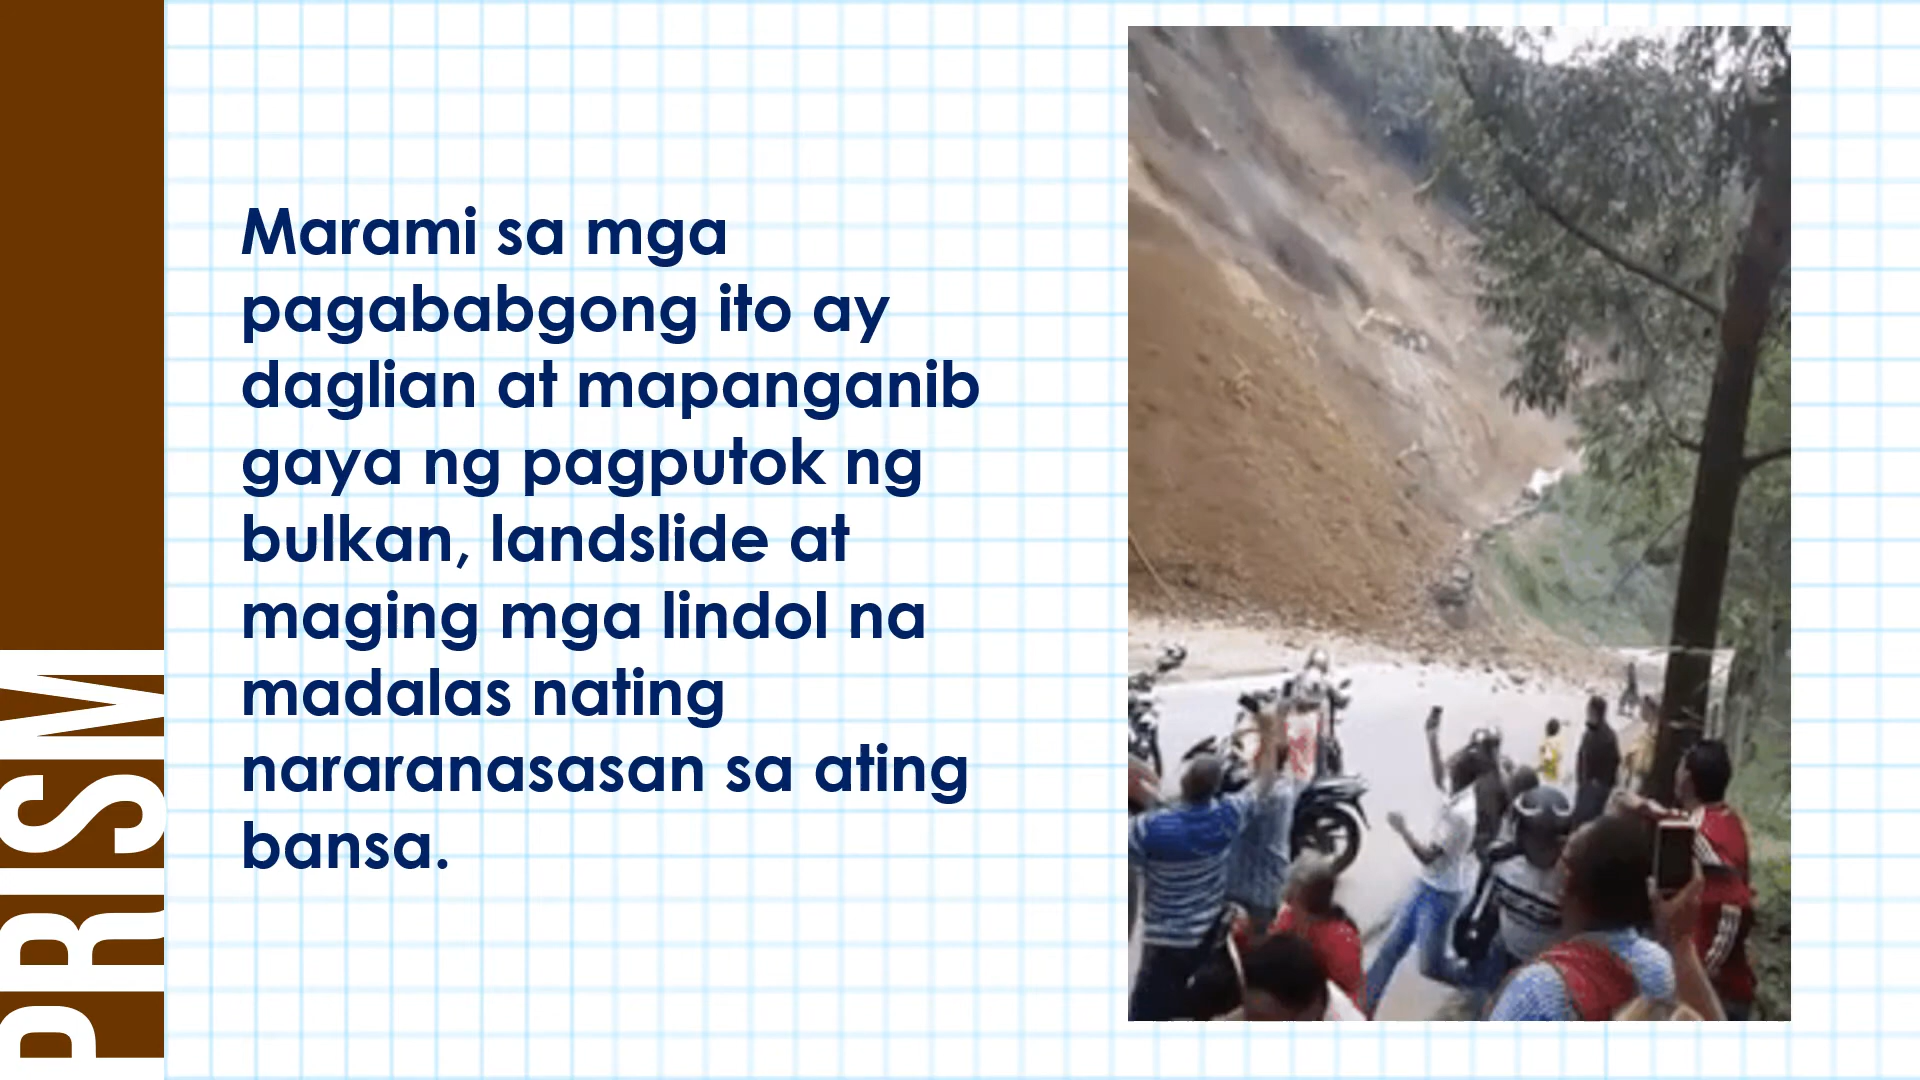 Marami sa mga
pagababgong ito ay
daglian at mapanganib
gaya ng pagputok ng
bulkan, landslide at
maging mga lindol na
madalas nating
nararanasasan sa ating
bansa.
PRISM